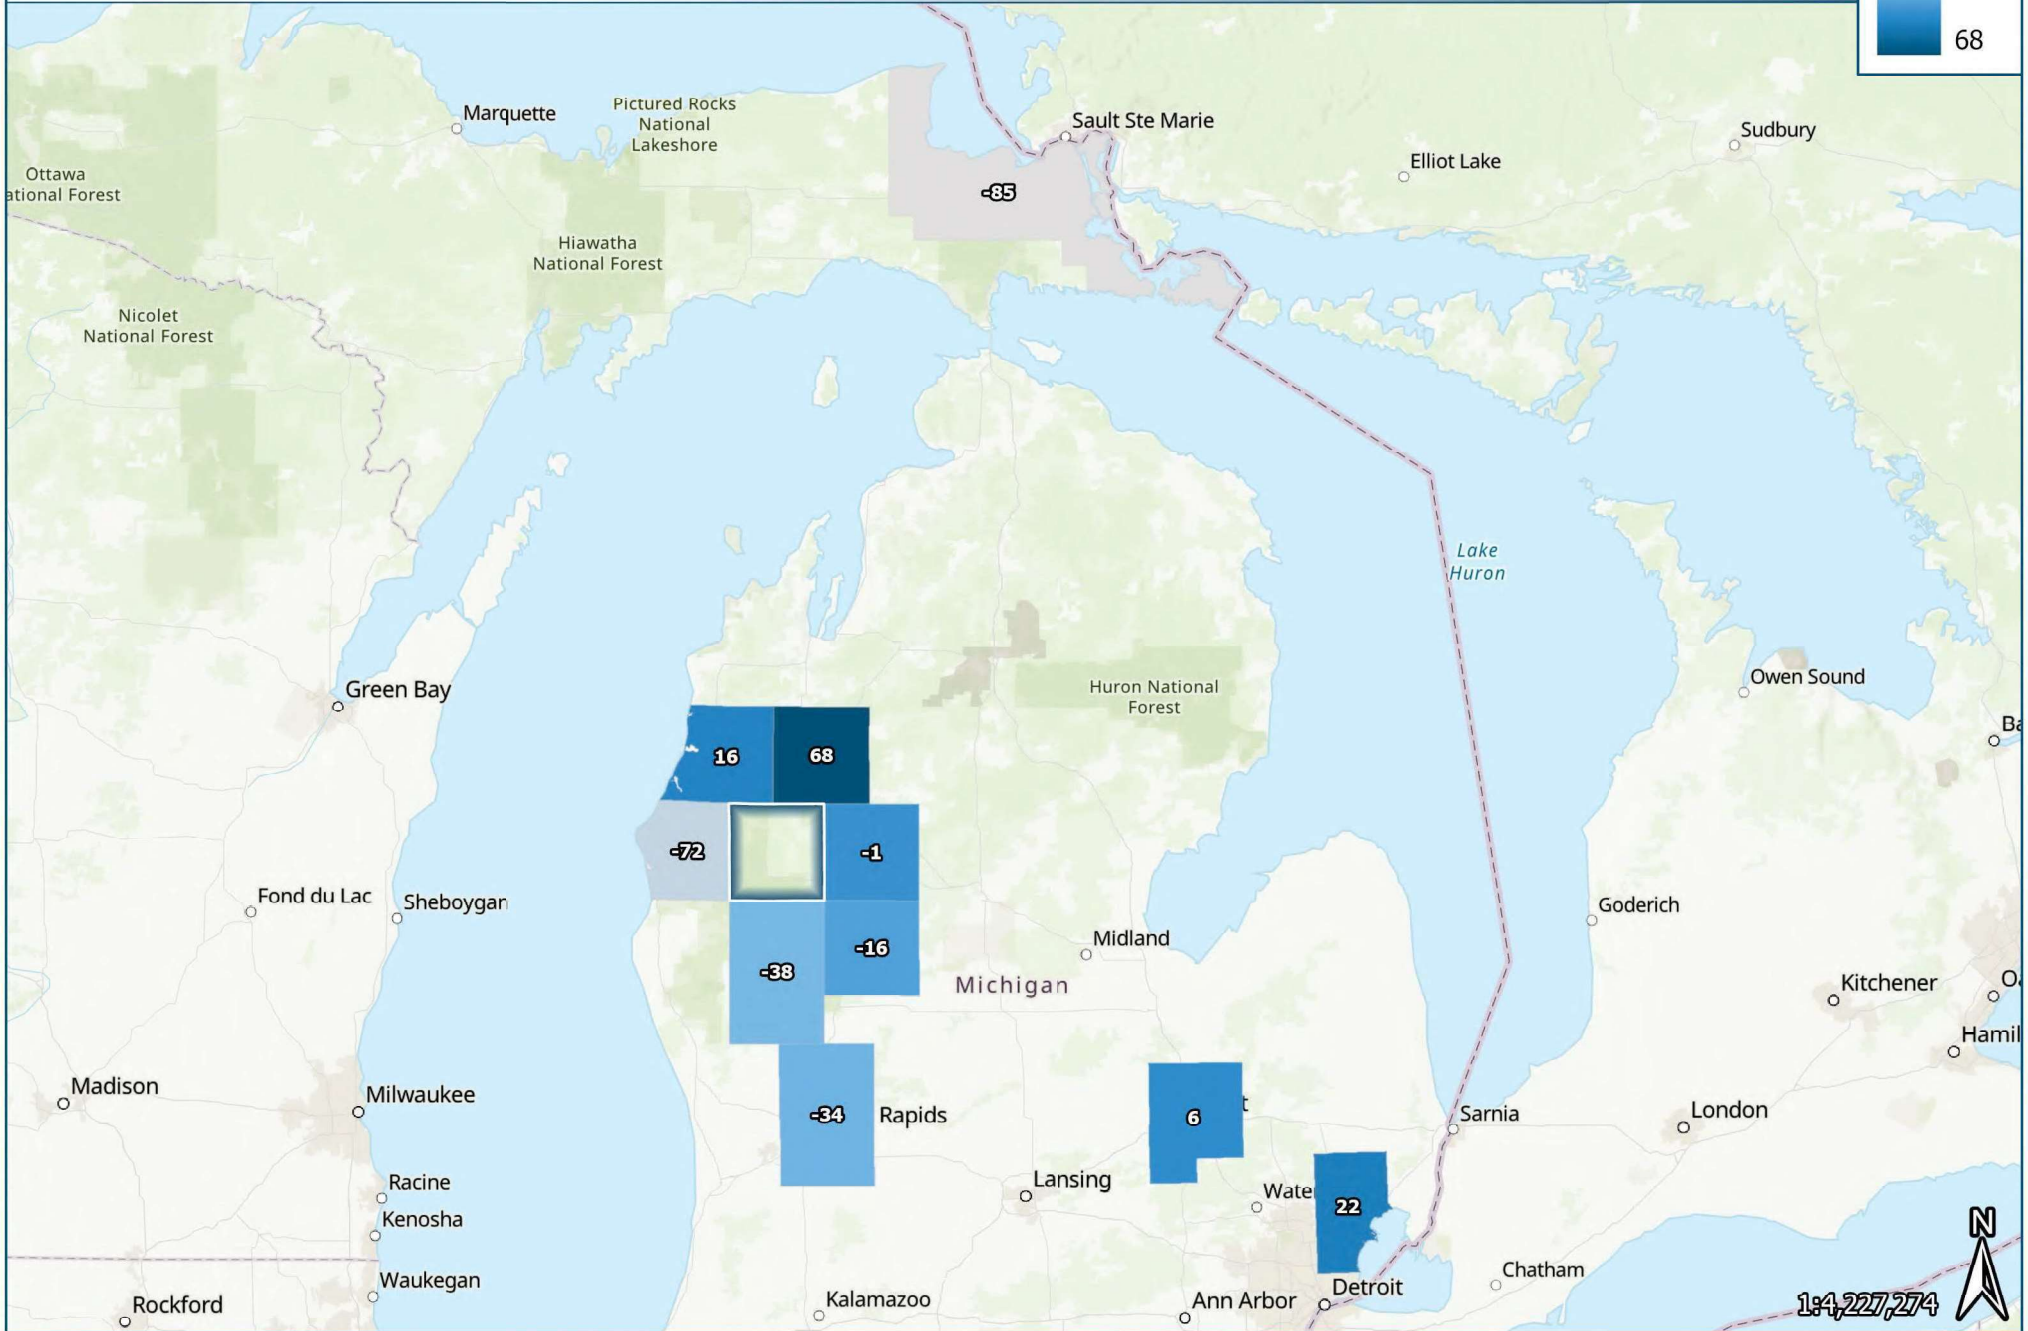 68
Marquette
Pictured Rocks
National
Lakeshore
Sault Ste Marie
Sudbury
Elliot Lake
Ottawa
ational Forest
-85
Hiawatha
National Forest
Nicolet
National Forest
Lake
Huron
Huron National
Forest
Owen Sound
Green Bay
Ba
16
68
-72
-1
Fond du Lac
Sheboygan
Goderich
-16
Midland
-38
Michigan
Kitchener
Hamil
Madison
Milwaukee
-34
Rapids
6
t
Sarnia
London
Racine
Lansing
Wate
22
Kenosha
N
Waukegan
Chatham
Detroit
Rockford
Kalamazoo
Ann Arbor
1:4,227,274